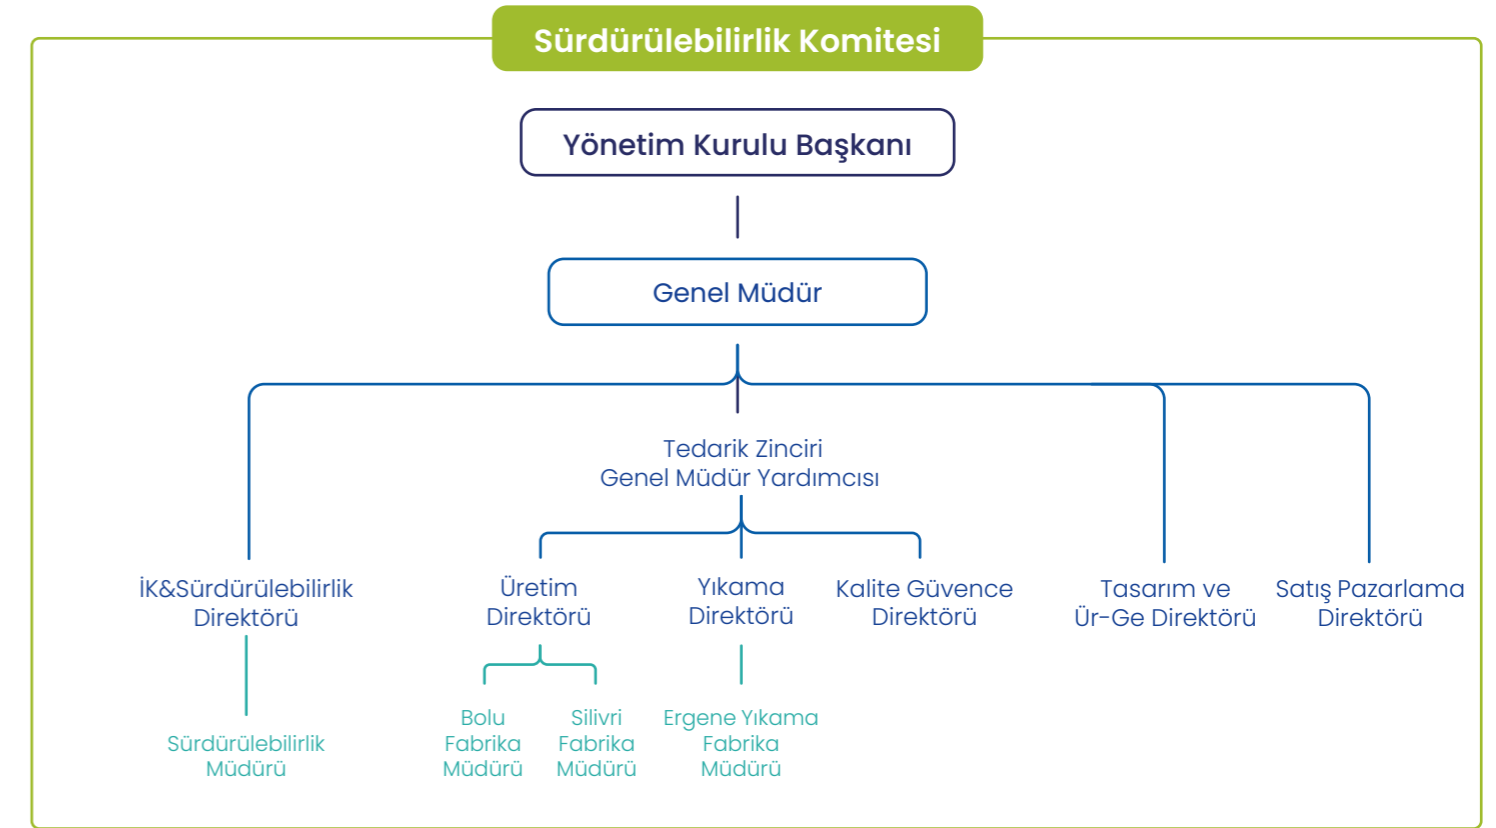 Sürdürülebilirlik Komitesi
Yönetim Kurulu Başkanı
Genel Müdür
Tedarik Zinciri
Genel Müdür Yardımcısı
İK&Sürdürülebilirlik
Direktörü
Üretim
Direktörü
Yıkama
Direktörü
Kalite Güvence
Direktörü
Tasarım ve
Ür-Ge Direktörü
Satış Pazarlama
Direktörü
Sürdürülebilirlik
Müdürü
Bolu
Fabrika
Müdürü
Silivri
Fabrika
Müdürü
Ergene Yıkama
Fabrika
Müdürü